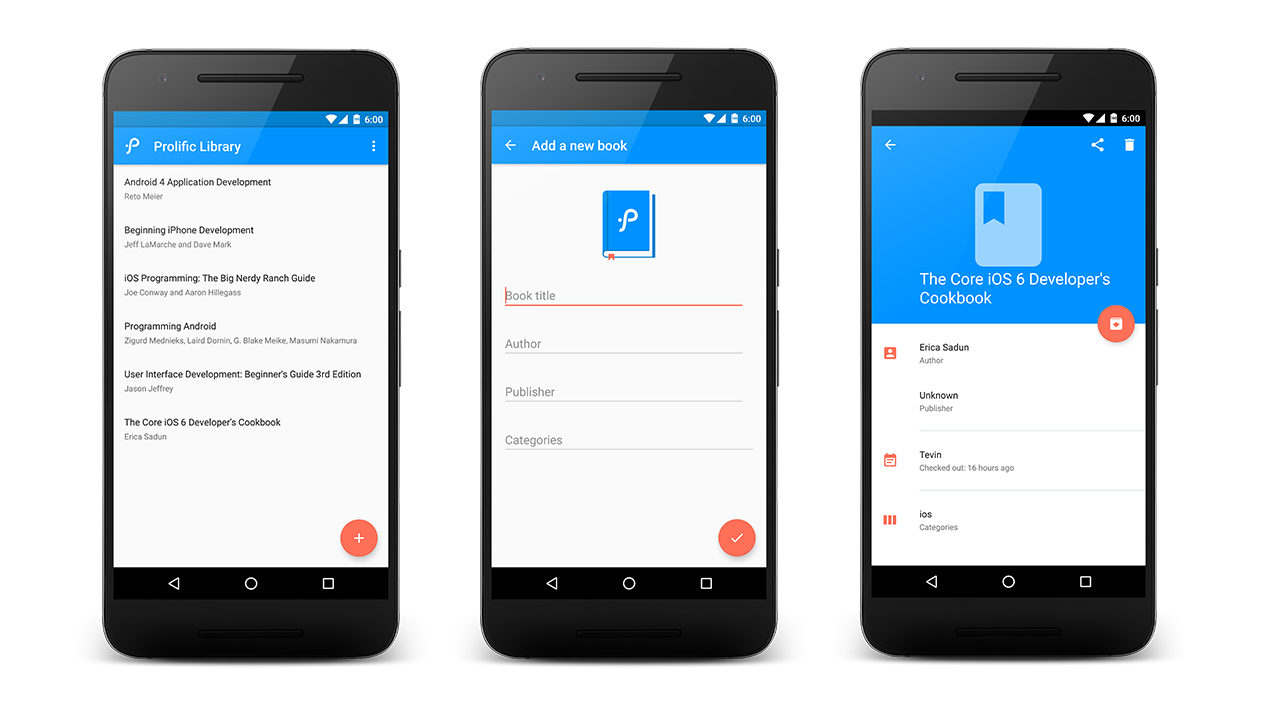 6:00
Prolific Library
Android 4 Application Development
Reto Meier
Beginning iPhone Development
Jeff LaMarche and Dave Mark
iOS Programming: The Big Nerdy Ranch Guide
Joe Conway and Aaron Hillegass
Programming Android
Zigurd Mednieks, Laird Dornin, G. Blake Meike, Masumi Nakamura
User Interface Development: Beginner's Guide 3rd Edition
Jason Jeffrey
The Core iOS 6 Developer's Cookbook
Erica Sadun
6:00
Add a new book
Book title
Author
Publisher
Categories
6:00
The Core iOS 6 Developer's
Cookbook
Erica Sadun
Author
Unknown
Publisher
Tevin
Checked out: 16 hours ago
ios
Categories